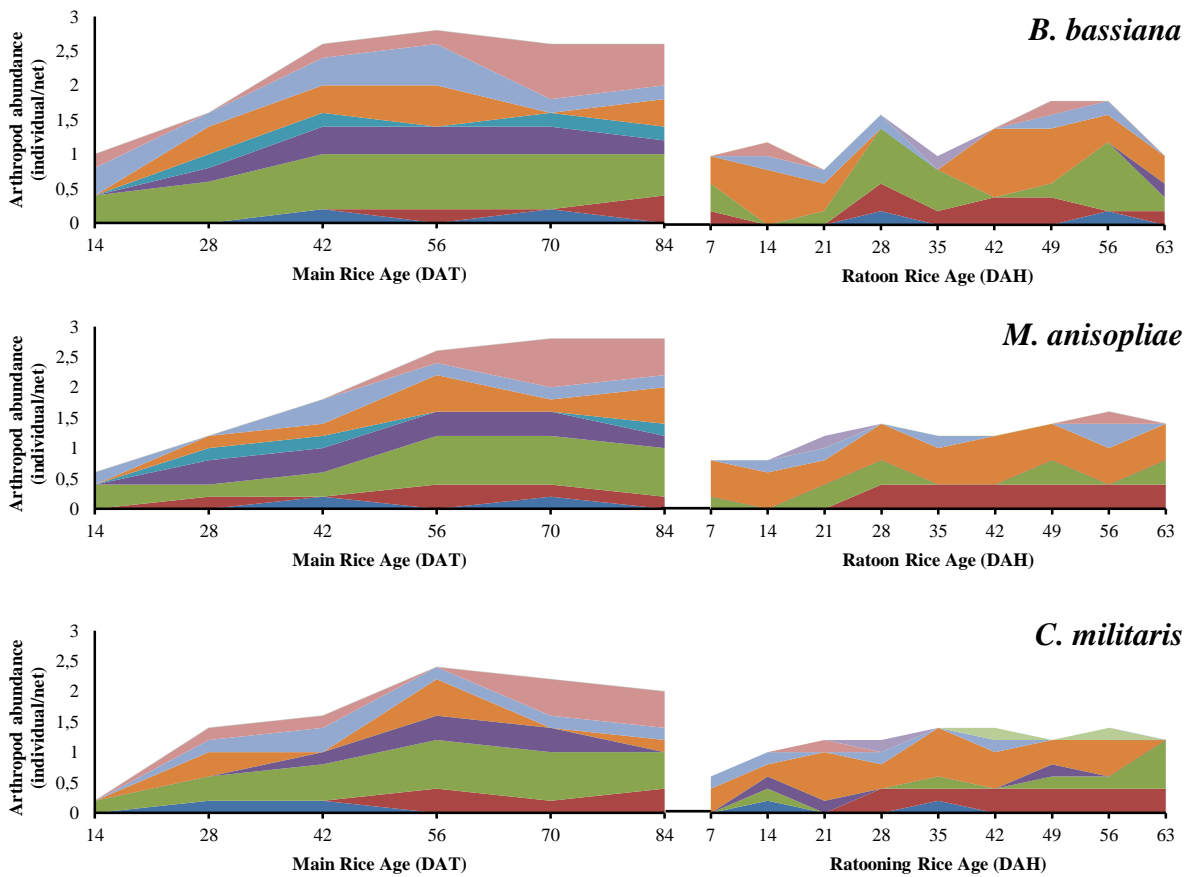 B. bassiana
Arthropod abundance
(individual/net)
3
2,5
2
1,5
1
0,5
0
14 28 42 56 70 84 7 14 21 28 35 42 49 56 63
Main Rice Age (DAT) Ratoon Rice Age (DAH)
M. anisopliae
Arthropod abundance
(individual/net)
3
2,5
2
1,5
1
0,5
0
14 28 42 56 70 84 7 14 21 28 35 42 49 56 63
Main Rice Age (DAT) Ratoon Rice Age (DAH)
C. militaris
Arthropod abundance
(individual/net)
3
2,5
2
1,5
1
0,5
0
14 28 42 56 70 84 7 14 21 28 35 42 49 56 63
Main Rice Age (DAT) Ratooning Rice Age (DAH)